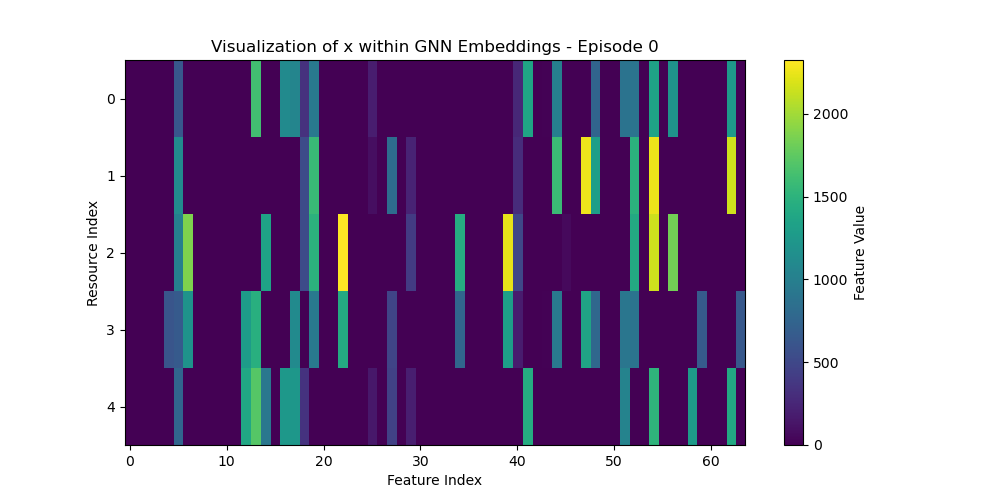 Visualization of x within GNN Embeddings - Episode 0
Resource Index
0
1
2
3
4
0 10 20 30 40 50 60
Feature Index
2000
1500
1000
500
0
Feature Value